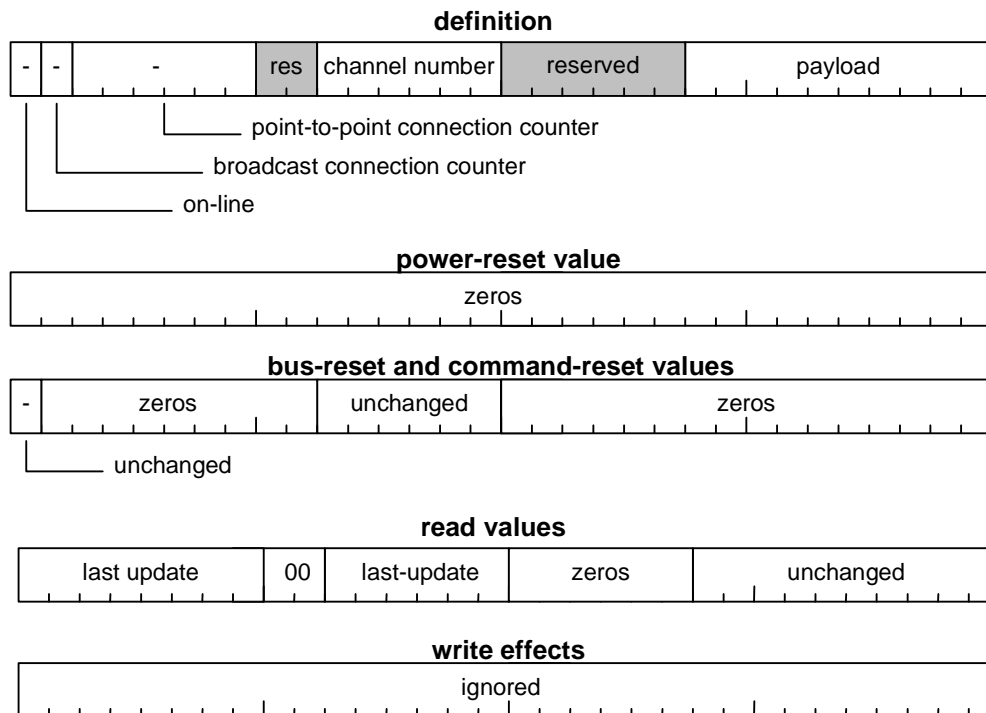 definition
- - - res channel number reserved payload
point-to-point connection counter
broadcast connection counter
on-line
power-reset value
zeros
bus-reset and command-reset values
- zeros unchanged zeros
unchanged
read values
last update 00 last-update zeros unchanged
write effects
ignored